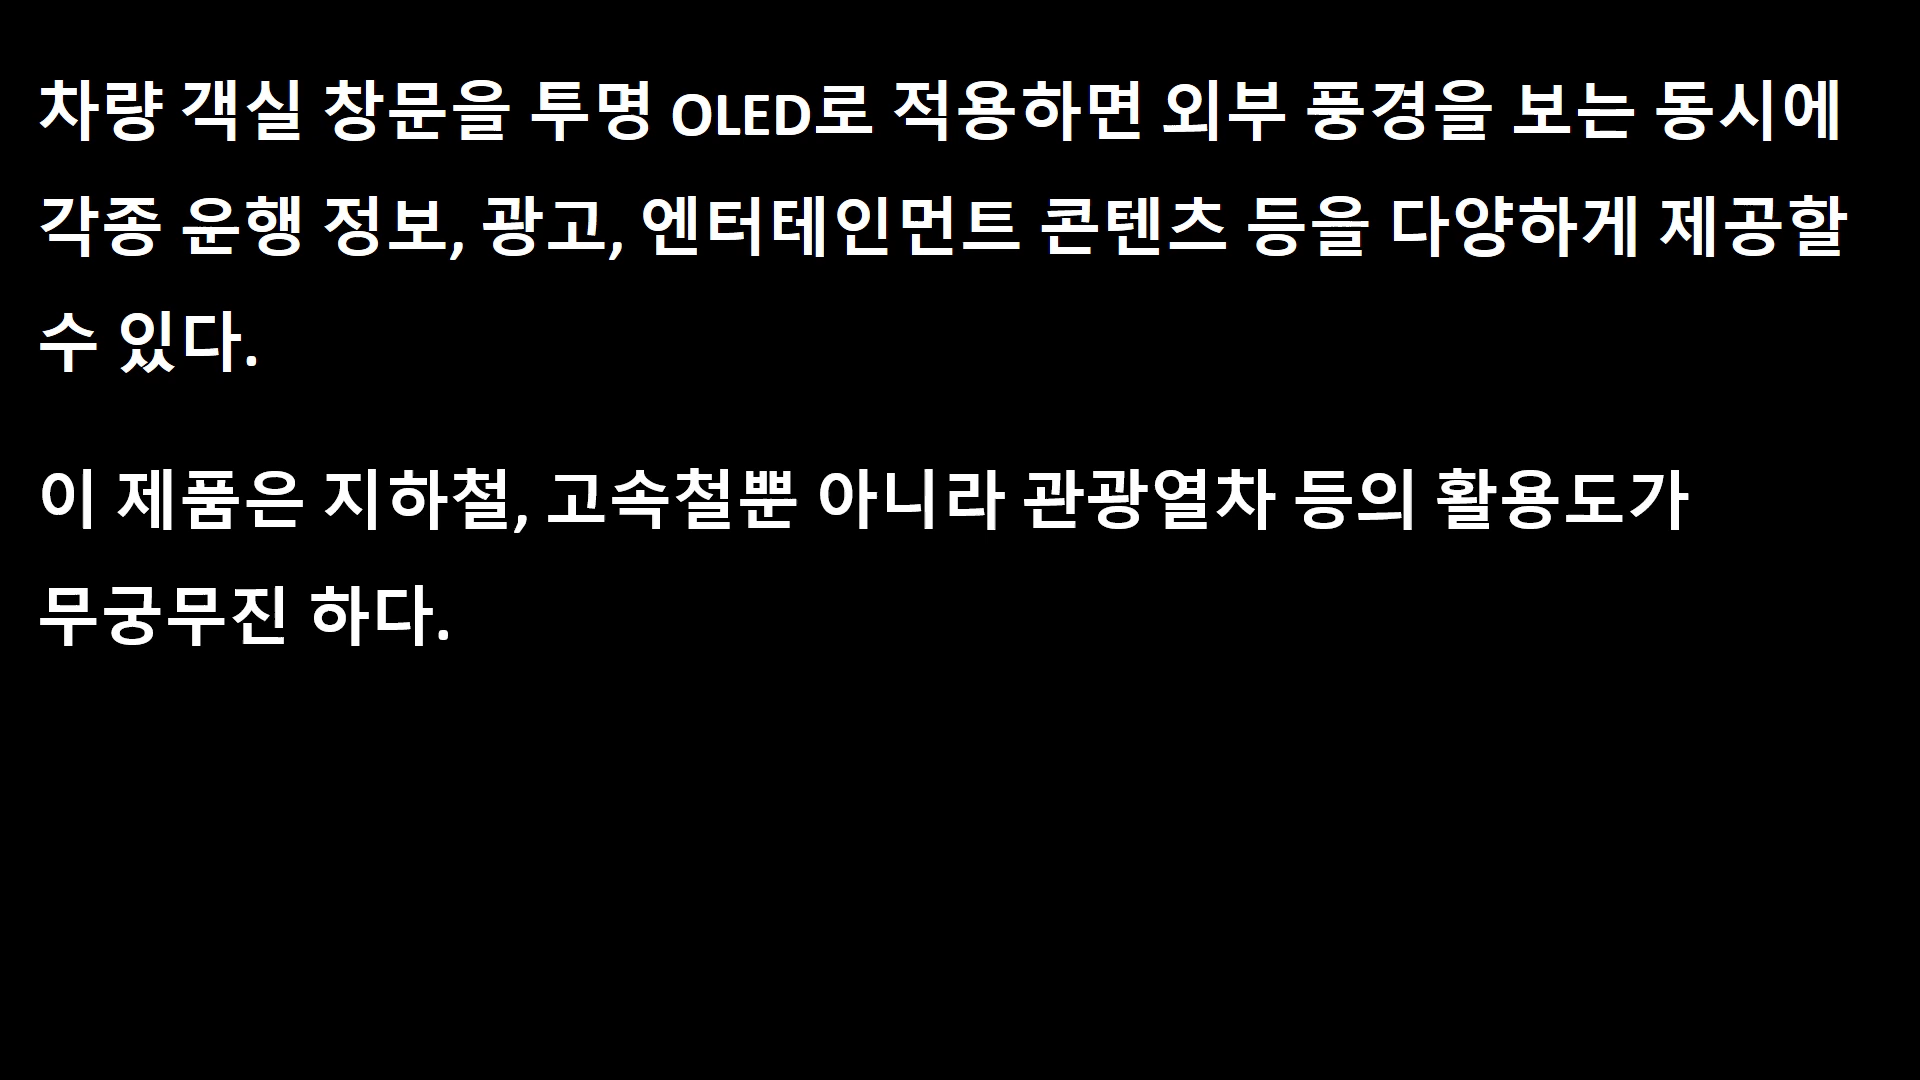 차량 객실 창문을 투명 OLED로 적용하면 외부 풍경을 보는 동시에
각종 운행 정보, 광고, 엔터테인먼트 콘텐츠 등을 다양하게 제공할
수 있다.
이 제품은 지하철, 고속철뿐 아니라 관광열차 등의 활용도가
무궁무진 하다.